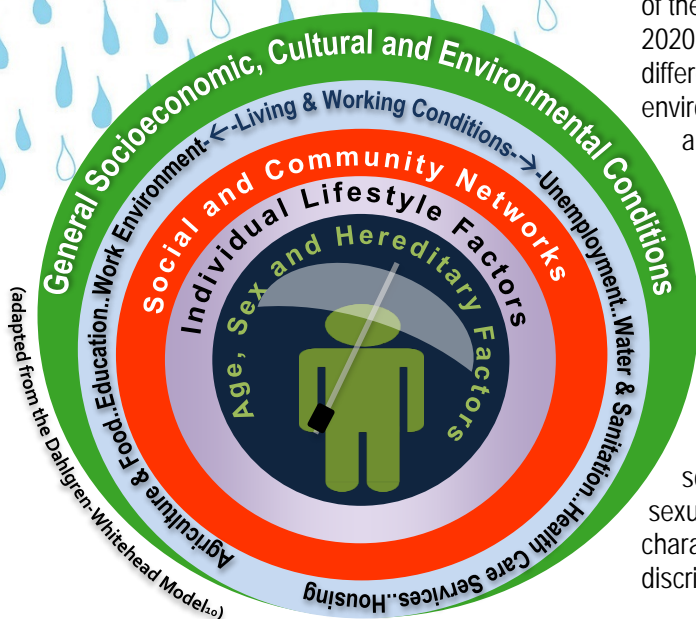 General Socioeconomic, Cultural and Environmental Conditions
Agriculture & Food..Education..Work Environment-←-Living & Working Conditions-→-Unemployment..Water & Sanitation..Health Care Services..Housing
Social and Community Networks
Individual Lifestyle Factors
Age, Sex and Hereditary Factors
(adapted from the Dahlgren-Whitehead Model10)
of the
2020
differ
enviro
a
s
sexu
chara
discri